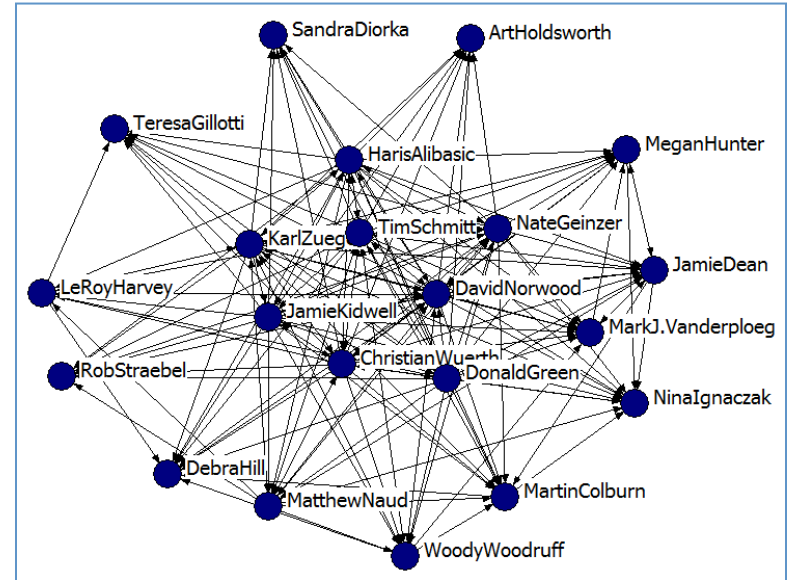 SandraDiorka
ArtHoldsworth
TeresaGillotti
MeganHunter
HarisAlibasic
NateGeinzer
TimSchmitt
KarlZueg
JamieDean
LeRoyHarvey
DavidNorwood
JamieKidwell
MarkJ.Vanderploeg
ChristianWuerth
RobStraebel
DonaldGreen
NinaIgnaczak
DebraHill
MartinColburn
MatthewNaud
WoodyWoodruff